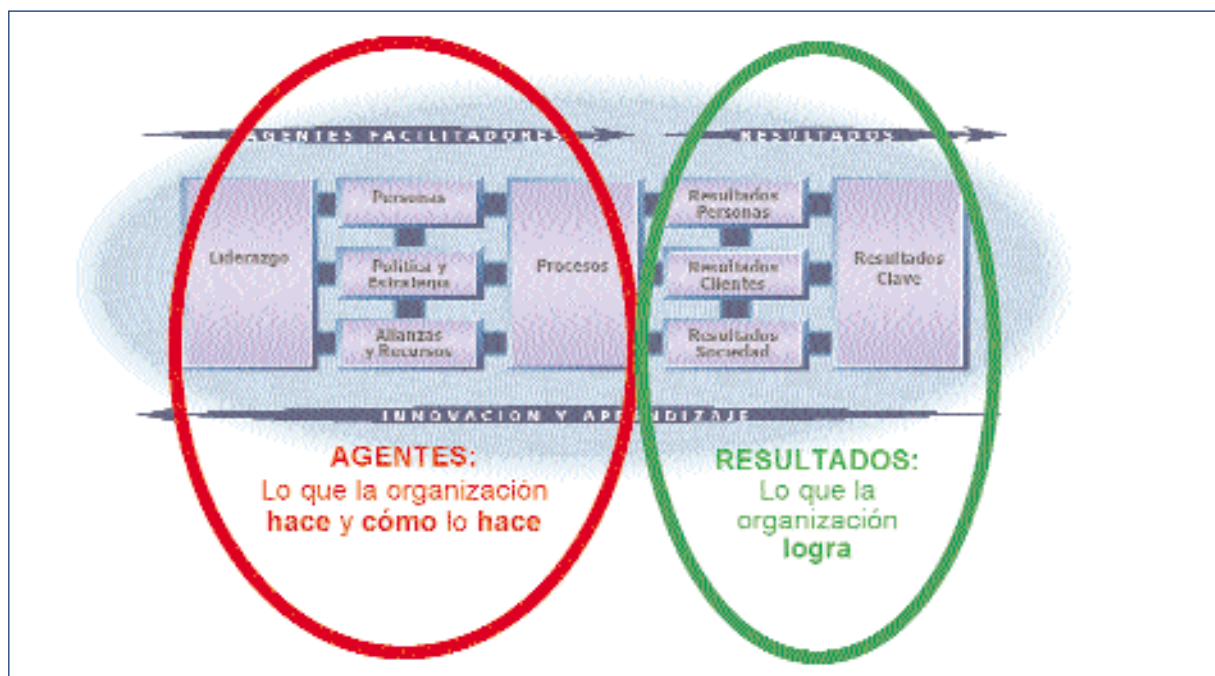 AGENTES FACILITADORES
RESULTADOS
Liderazgo
Personas
Política y
Estrategia
Alianzas
y Recursos
Procesos
Resultados
Personas
Resultados
Clientes
Resultados
Sociedad
Resultados
Clave
INNOVACION Y APRENDIZAJE
AGENTES:
Lo que la organización
hace y cómo lo hace
RESULTADOS:
Lo que la
organización
logra